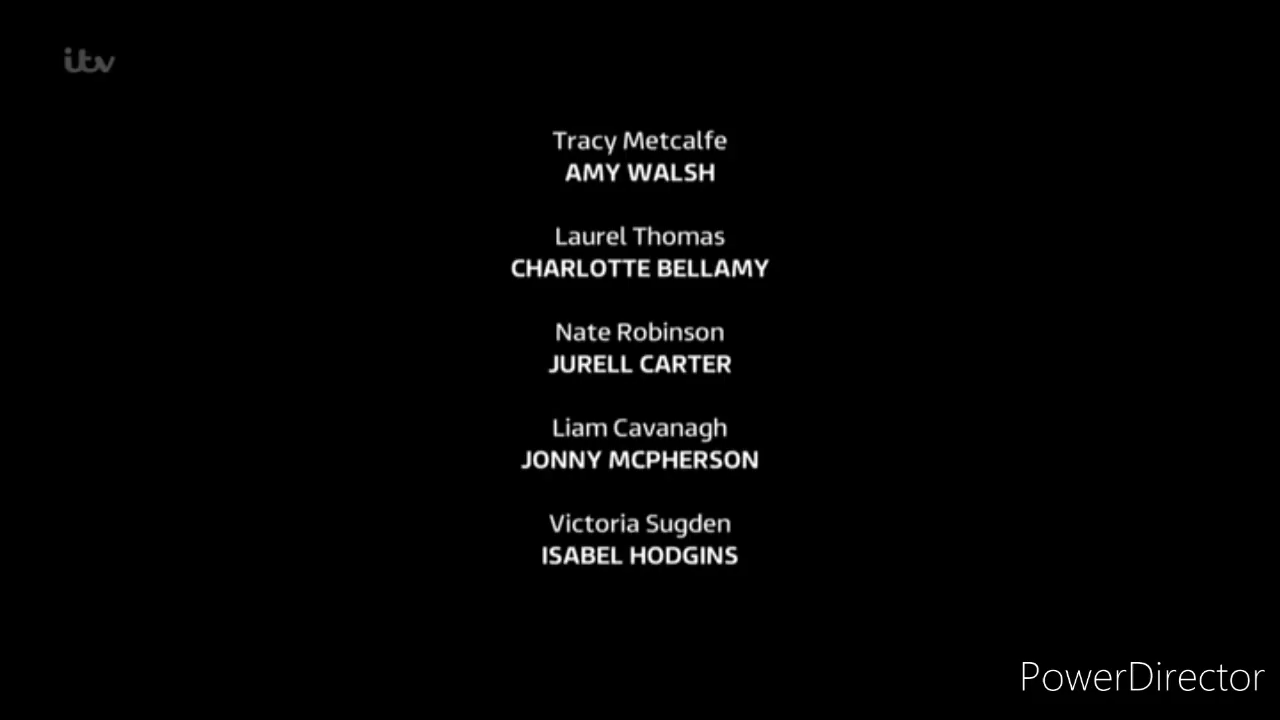 itv
Tracy Metcalfe
AMY WALSH
Laurel Thomas
CHARLOTTE BELLAMY
Nate Robinson
JURELL CARTER
Liam Cavanagh
JONNY MCPHERSON
Victoria Sugden
ISABEL HODGINS
PowerDirector